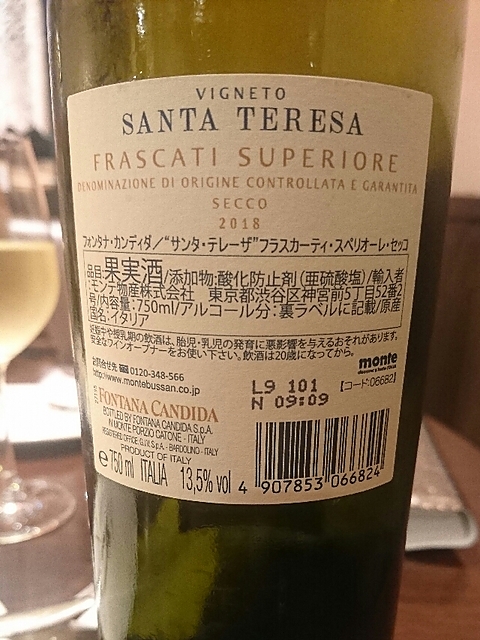 VIGNETO
SANTA TERESA
FRASCATI SUPERIORE
DENOMINAZIONE DI ORIGINE CONTROLLATA E GARANTITA
SECCO
2018
フォンタナ・カンディダ/"サンタ・テレーザ"フラスカーティ・スペリオーレ・セッコ
品目:果実酒/添加物:酸化防止剤(亜硫酸塩)/輸入者
:モンテ物産株式会社 東京都渋谷区神宮前5丁目52番2
号/内容量:750ml/アルコール分:裏ラベルに記載/原産
国名:イタリア
妊娠中や授乳期の飲酒は、胎児・乳児の発育に悪影響を与えるおそれがあります。
安全なワインオープナーをお使い下さい。飲酒は20歳になってから。
お問合せ先 0120-348-566
http://www.montebussan.co.jp
monte
【コード:06682】
L9 101
N 09:09
FONTANA CANDIDA
BOTTLED BY FONTANA CANDIDA S.p.A.
IN MONTE PORZIO CATONE - ITALY
REGISTERED OFFICE: G.I.V. S.p.A. - BARDOLINO - ITALY
PRODUCT OF ITALY
e 750 ml ITALIA 13,5% vol
4 907853 066824